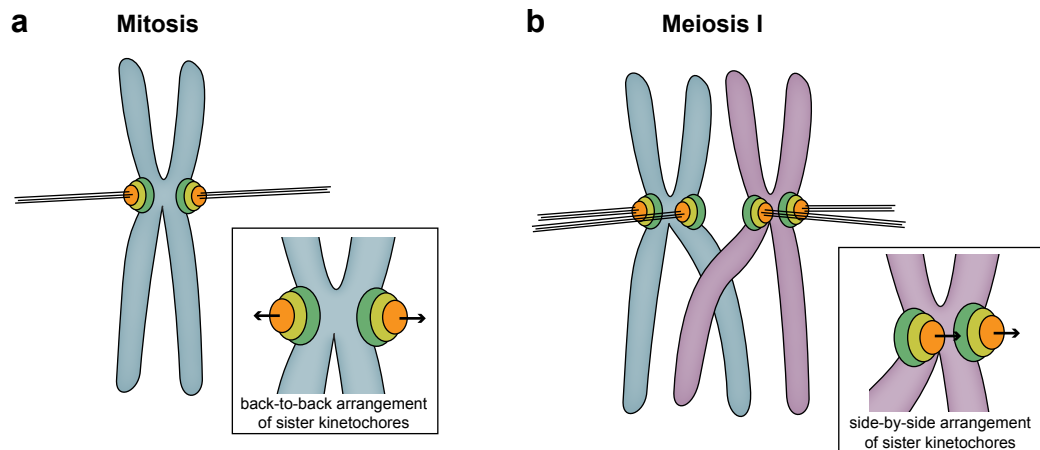 a
Mitosis
back-to-back arrangement
of sister kinetochores
b
Meiosis I
side-by-side arrangement
of sister kinetochores